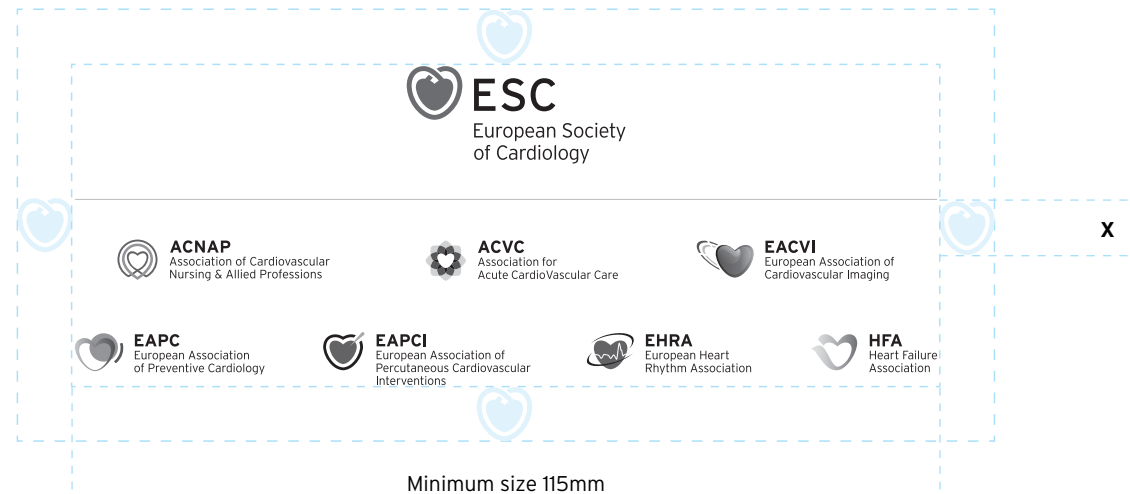 ESC
European Society
of Cardiology
X
ACNAP
Association of Cardiovascular
Nursing & Allied Professions
ACVC
Association for
Acute CardioVascular Care
EACVI
European Association of
Cardiovascular Imaging
EAPC
European Association
of Preventive Cardiology
EAPCI
European Association of
Percutaneous Cardiovascular
Interventions
EHRA
European Heart
Rhythm Association
HFA
Heart Failure
Association
Minimum size 115mm